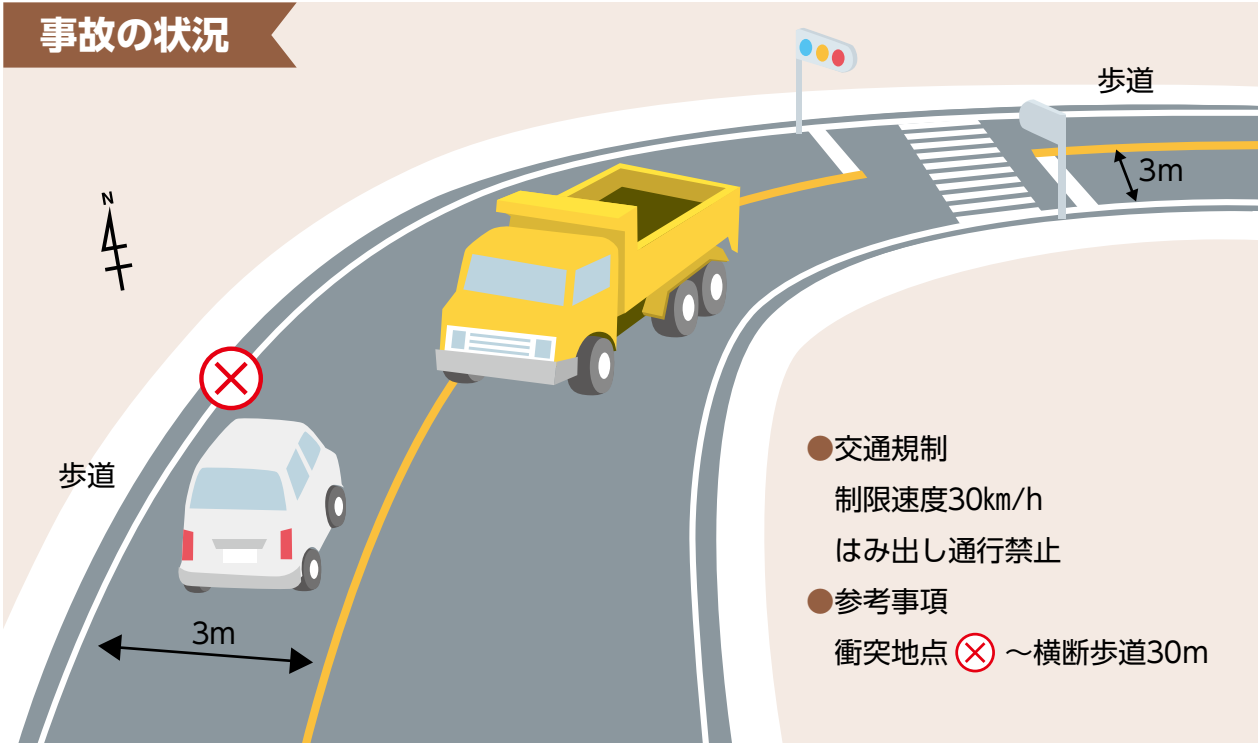 事故の状況
歩道
3m
N
歩道
3m
●交通規制
制限速度30㎞/h
はみ出し通行禁止
●参考事項
衝突地点 ～横断歩道30m